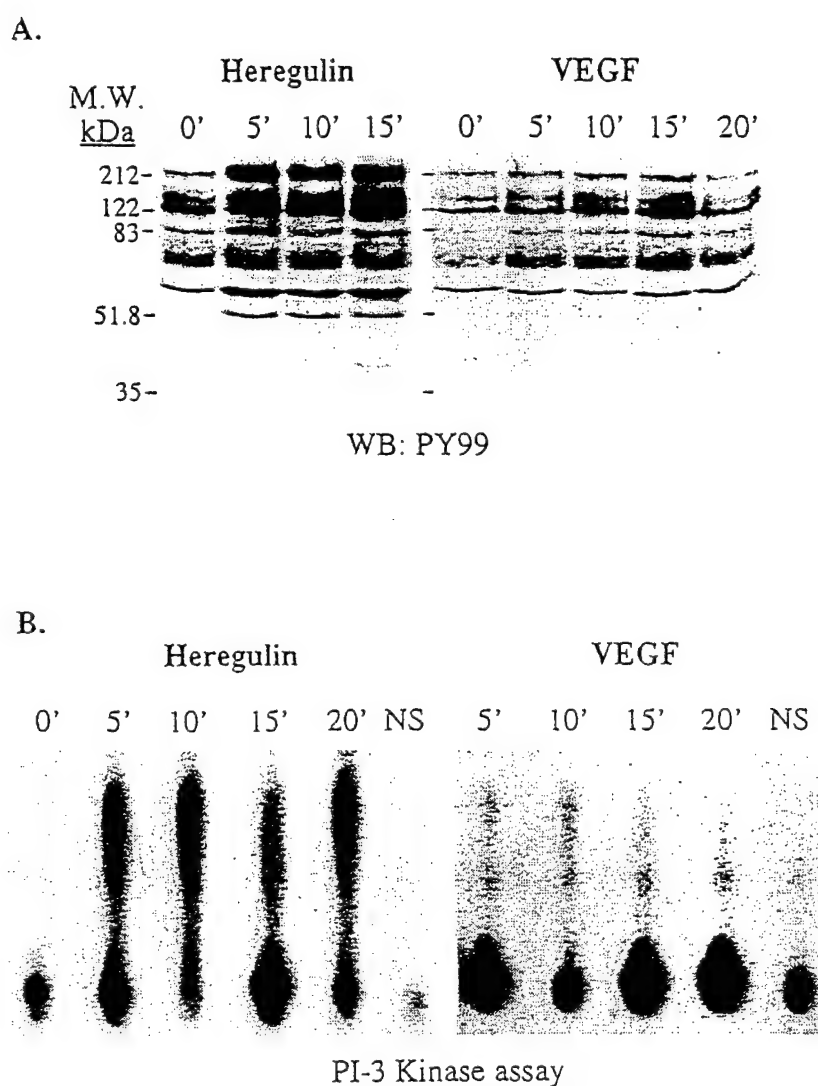 A.
Heregulin VEGF
M.W.
kDa 0' 5' 10' 15' 0' 5' 10' 15' 20'
212-
122-
83-
51.8-
35-
WB: PY99
B.
Heregulin VEGF
0' 5' 10' 15' 20' NS 5' 10' 15' 20' NS
PI-3 Kinase assay